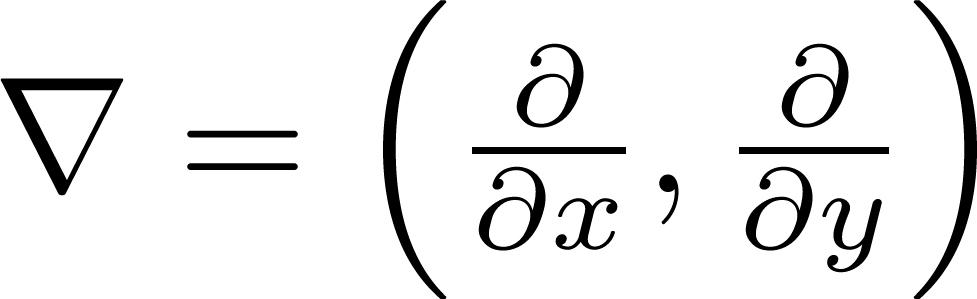 ∇ = (∂/∂x, ∂/∂y)